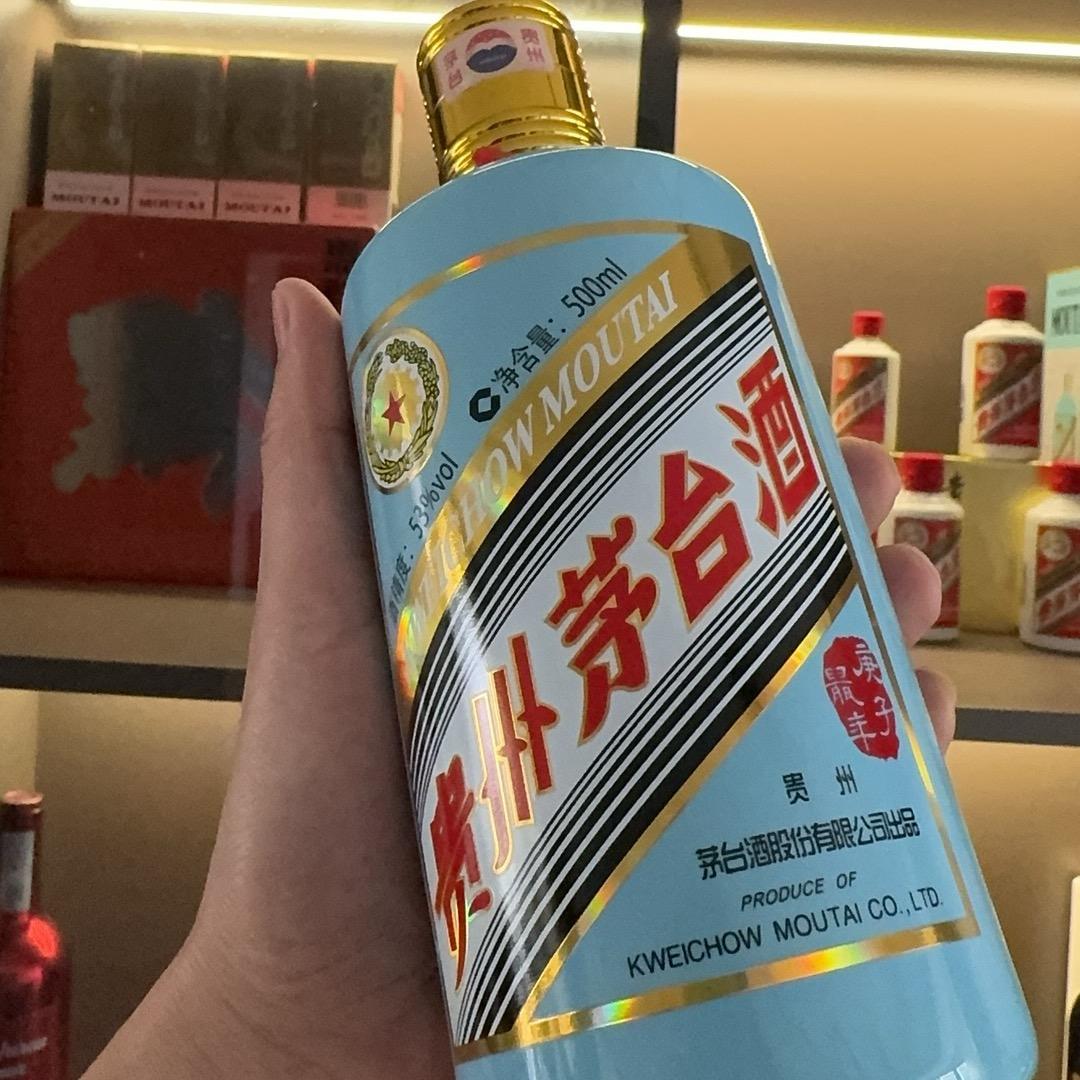 贵州
茅台
净含量：500ml
53%vol
KWEICHOW MOUTAI
贵州茅台酒
庚子
鼠年
贵 州
茅台酒股份有限公司出品
PRODUCE OF
KWEICHOW MOUTAI CO., LTD.
MOUTAI
MOUTAI
MOUTAI